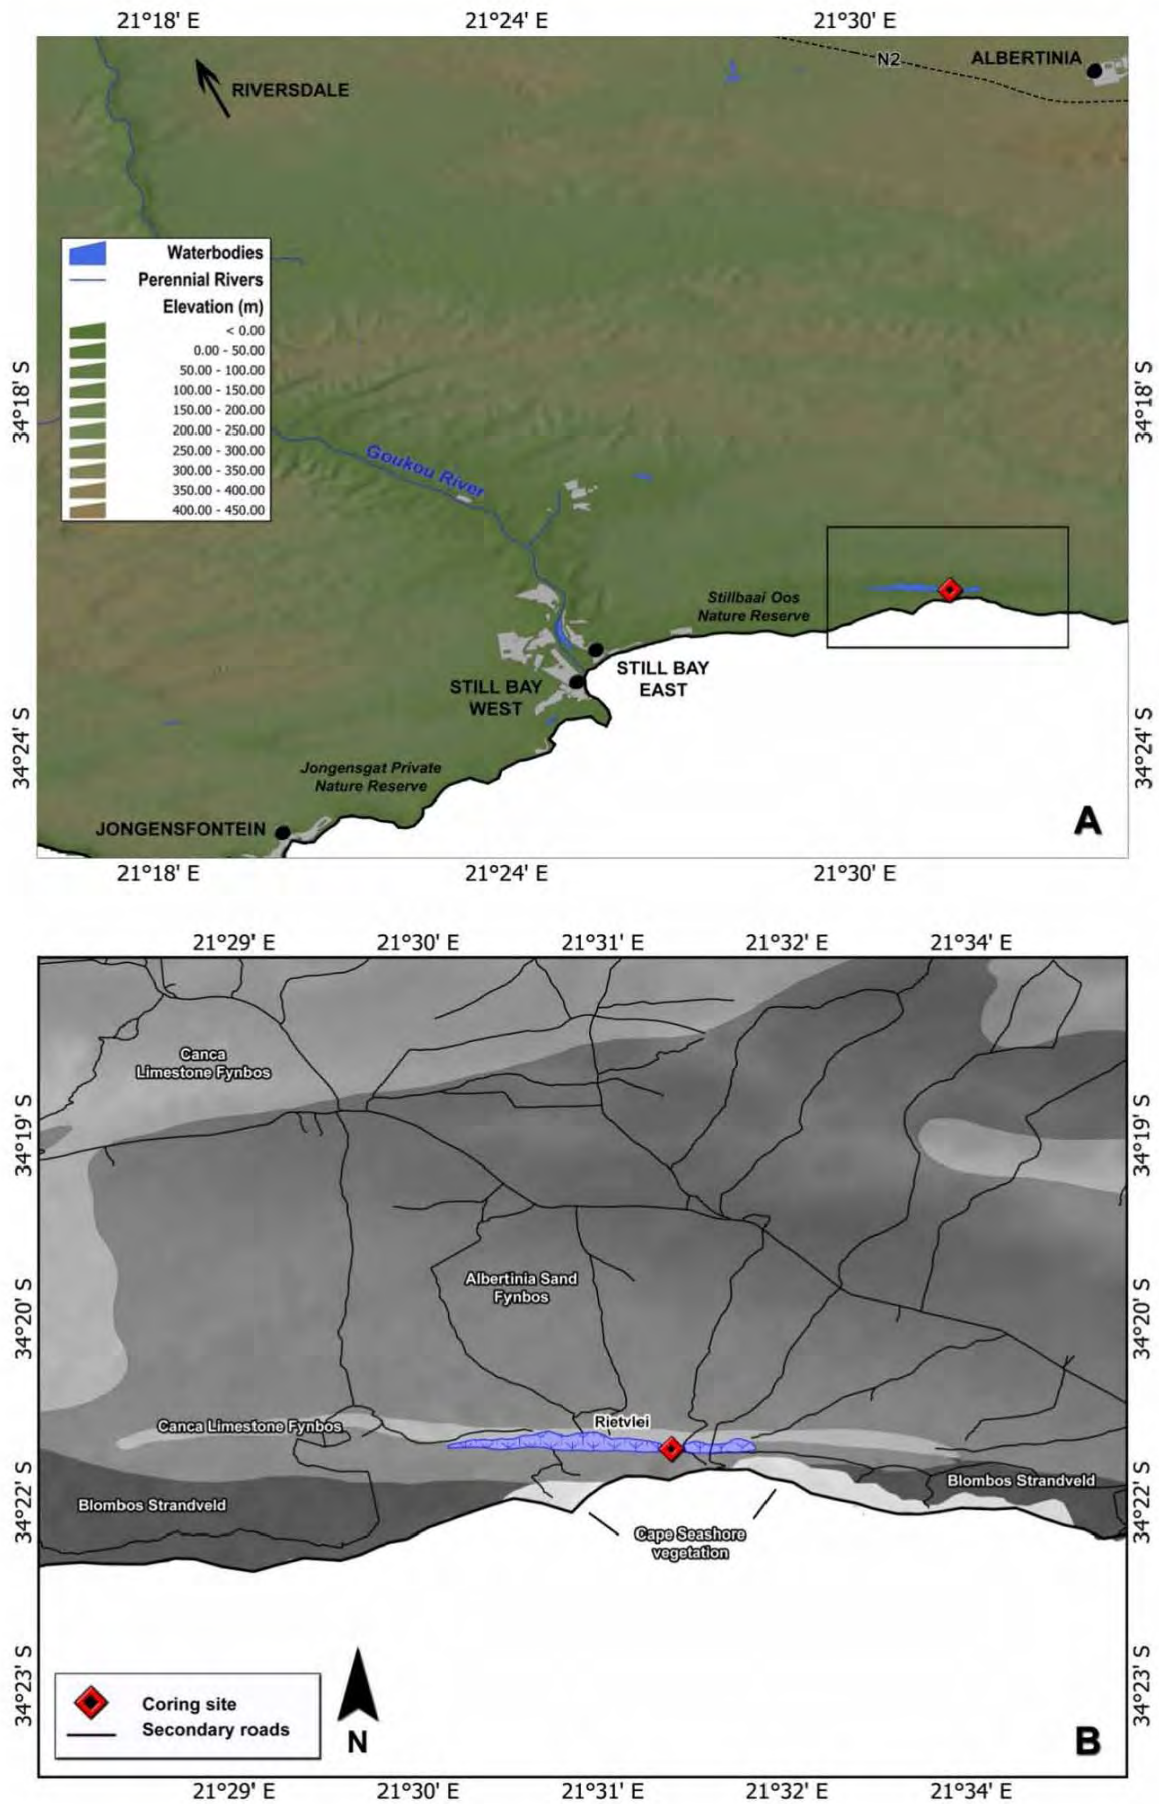 21°18' E 21°24' E 21°30' E
N2
ALBERTINIA
RIVERSDALE
Waterbodies
Perennial Rivers
Elevation (m)
< 0.00
0.00 - 50.00
50.00 - 100.00
100.00 - 150.00
150.00 - 200.00
200.00 - 250.00
250.00 - 300.00
300.00 - 350.00
350.00 - 400.00
400.00 - 450.00
34°18' S
34°18' S
Goukou River
Stillbaai Oos
Nature Reserve
STILL BAY
EAST
STILL BAY
WEST
34°24' S
34°24' S
Jongensgat Private
Nature Reserve
JONGENSFONTEIN
A
21°18' E 21°24' E 21°30' E
21°29' E 21°30' E 21°31' E 21°32' E 21°34' E
Canca
Limestone Fynbos
34°19' S
34°19' S
Albertinia Sand
Fynbos
34°20' S
34°20' S
Canca Limestone Fynbos
Rietvlei
Blombos Strandveld
Blombos Strandveld
34°22' S
34°22' S
Cape Seashore
vegetation
34°23' S
34°23' S
Coring site
Secondary roads
N
B
21°29' E 21°30' E 21°31' E 21°32' E 21°34' E